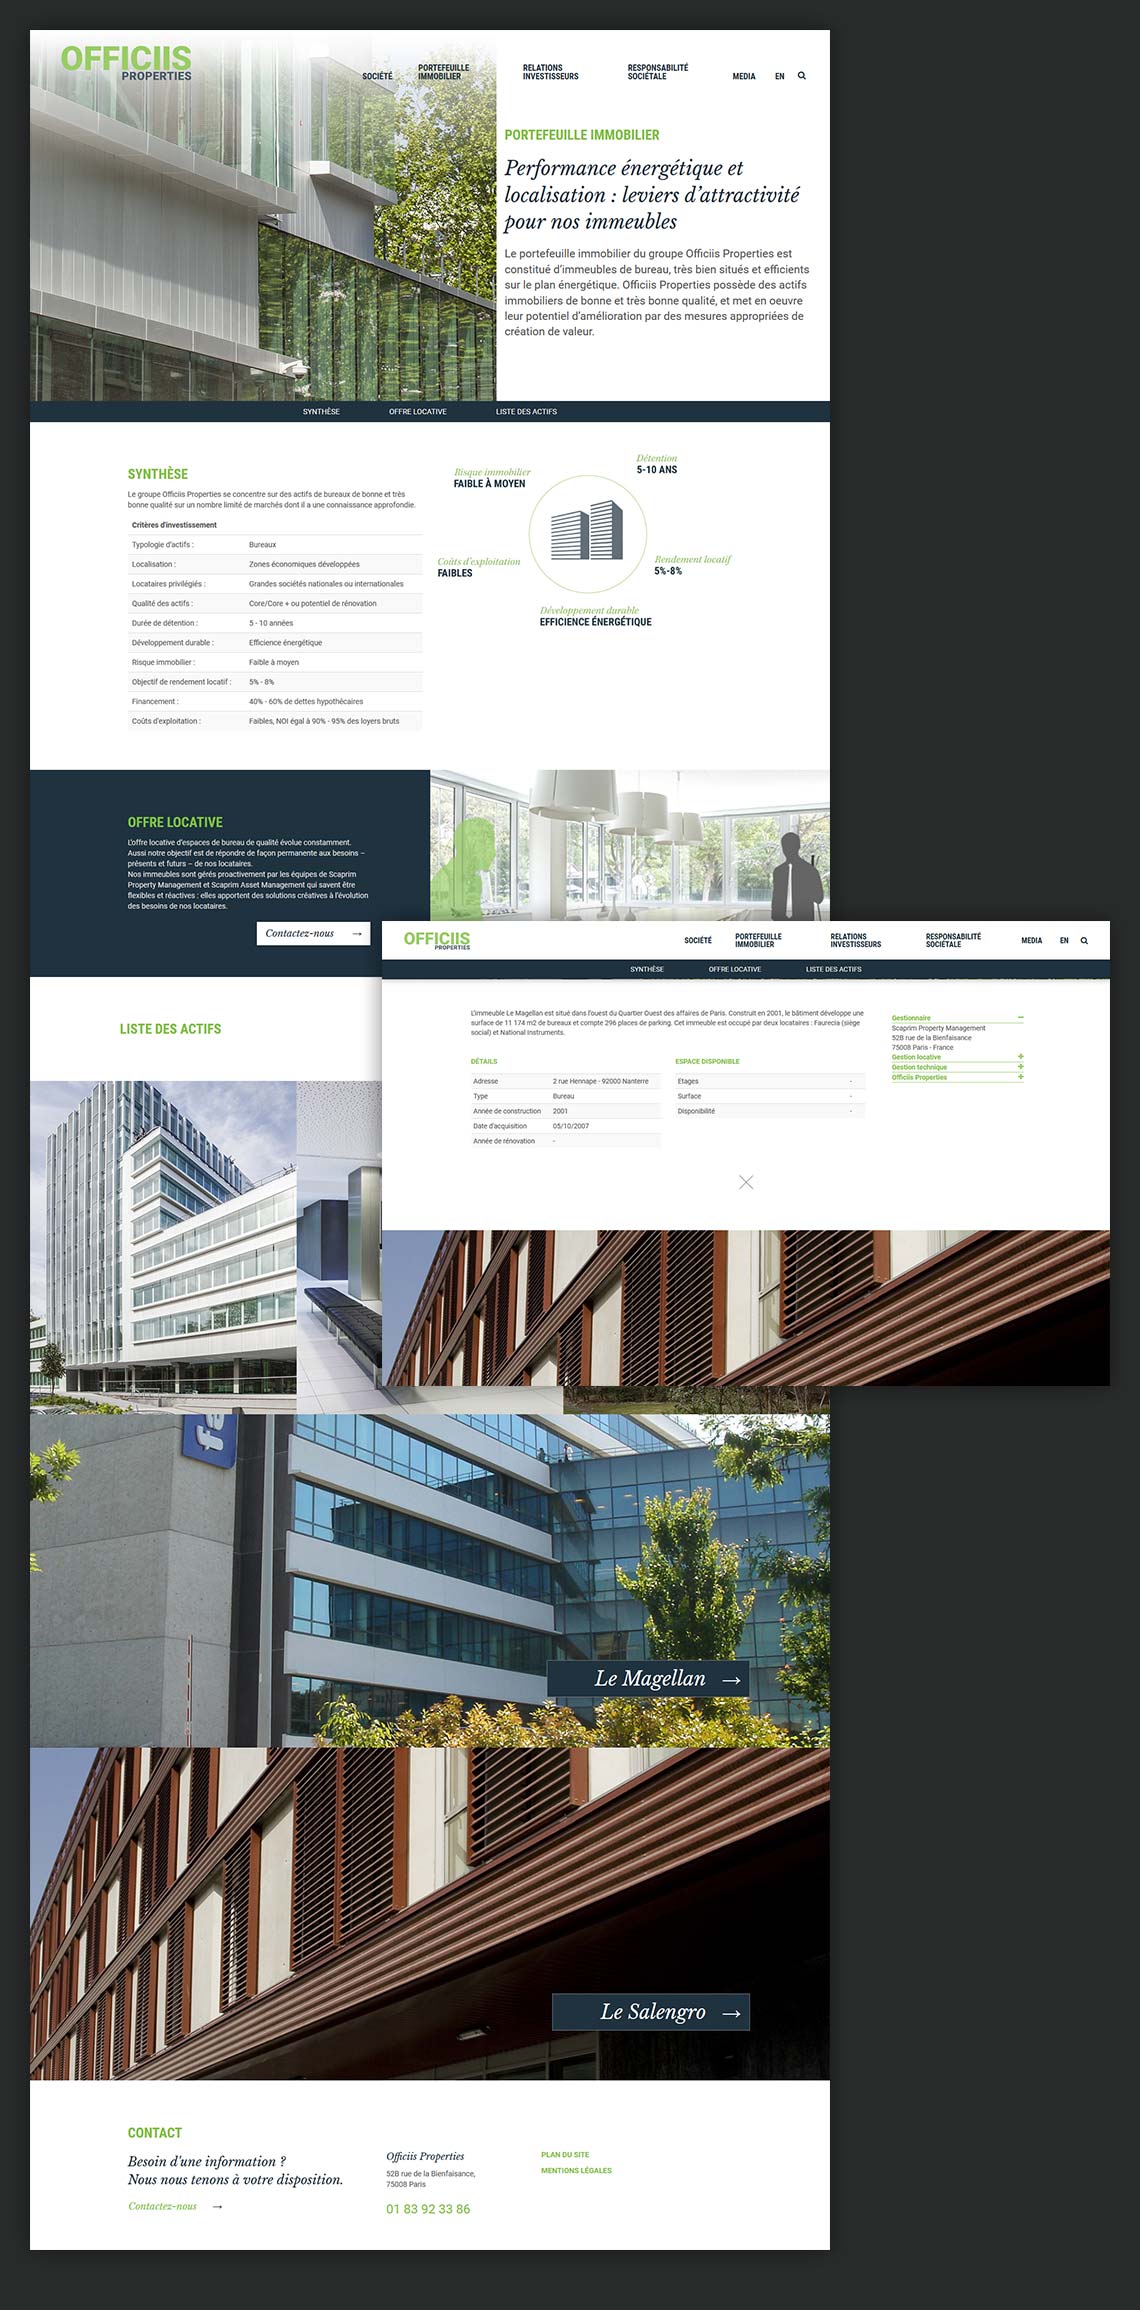 OFFICIIS
PROPERTIES
SOCIÉTÉ
PORTEFEUILLE
IMMOBILIER
RELATIONS
INVESTISSEURS
RESPONSABILITÉ
SOCIÉTALE
MEDIA
EN
PORTEFEUILLE IMMOBILIER
Performance énergétique et
localisation : leviers d’attractivité
pour nos immeubles
Le portefeuille immobilier du groupe Officiis Properties est
constitué d’immeubles de bureau, très bien situés et efficients
sur le plan énergétique. Officiis Properties possède des actifs
immobiliers de bonne et très bonne qualité, et met en oeuvre
leur potentiel d’amélioration par des mesures appropriées de
création de valeur.
SYNTHÈSE OFFRE LOCATIVE LISTE DES ACTIFS
SYNTHÈSE
Le groupe Officiis Properties se concentre sur des actifs de bureaux de bonne et très
bonne qualité sur un nombre limité de marchés dont il a une connaissance approfondie.
Critères d'investissement
Typologie d’actifs : Bureaux
Localisation : Zones économiques développées
Locataires privilégiés : Grandes sociétés nationales ou internationales
Qualité des actifs : Core/Core + ou potentiel de rénovation
Durée de détention : 5 - 10 années
Développement durable : Efficience énergétique
Risque immobilier : Faible à moyen
Objectif de rendement locatif : 5% - 8%
Financement : 40% - 60% de dettes hypothécaires
Coûts d’exploitation : Faibles, NOI égal à 90% - 95% des loyers bruts
Risque immobilier
FAIBLE À MOYEN
Détention
5-10 ANS
Coûts d’exploitation
FAIBLES
Rendement locatif
5%-8%
Développement durable
EFFICIENCE ÉNERGÉTIQUE
OFFRE LOCATIVE
L’offre locative d’espaces de bureau de qualité évolue constamment.
Aussi notre objectif est de répondre de façon permanente aux besoins –
présents et futurs – de nos locataires.
Nos immeubles sont gérés proactivement par les équipes de Scaprim
Property Management et Scaprim Asset Management qui savent être
flexibles et réactives : elles apportent des solutions créatives à l’évolution
des besoins de nos locataires.
Contactez-nous →
LISTE DES ACTIFS
OFFICIIS
PROPERTIES
SOCIÉTÉ
PORTEFEUILLE
IMMOBILIER
RELATIONS
INVESTISSEURS
RESPONSABILITÉ
SOCIÉTALE
MEDIA
EN
SYNTHÈSE OFFRE LOCATIVE LISTE DES ACTIFS
L’immeuble Le Magellan est situé dans l’ouest du Quartier Ouest des affaires de Paris. Construit en 2001, le bâtiment développe une
surface de 11 174 m2 de bureaux et compte 296 places de parking. Cet immeuble est occupé par deux locataires : Faurecia (siège
social) et National Instruments.
DÉTAILS
Adresse 2 rue Hennape - 92000 Nanterre
Type Bureau
Année de construction 2001
Date d’acquisition 05/10/2007
Année de rénovation -
ESPACE DISPONIBLE
Etages -
Surface -
Disponibilité -
Gestionnaire −
Scaprim Property Management
52B rue de la Bienfaisance
75008 Paris - France
Gestion locative +
Gestion technique +
Officiis Properties +
fa
Le Magellan →
Le Salengro →
CONTACT
Besoin d’une information ?
Nous nous tenons à votre disposition.
Contactez-nous →
Officiis Properties
52B rue de la Bienfaisance,
75008 Paris
01 83 92 33 86
PLAN DU SITE
MENTIONS LÉGALES